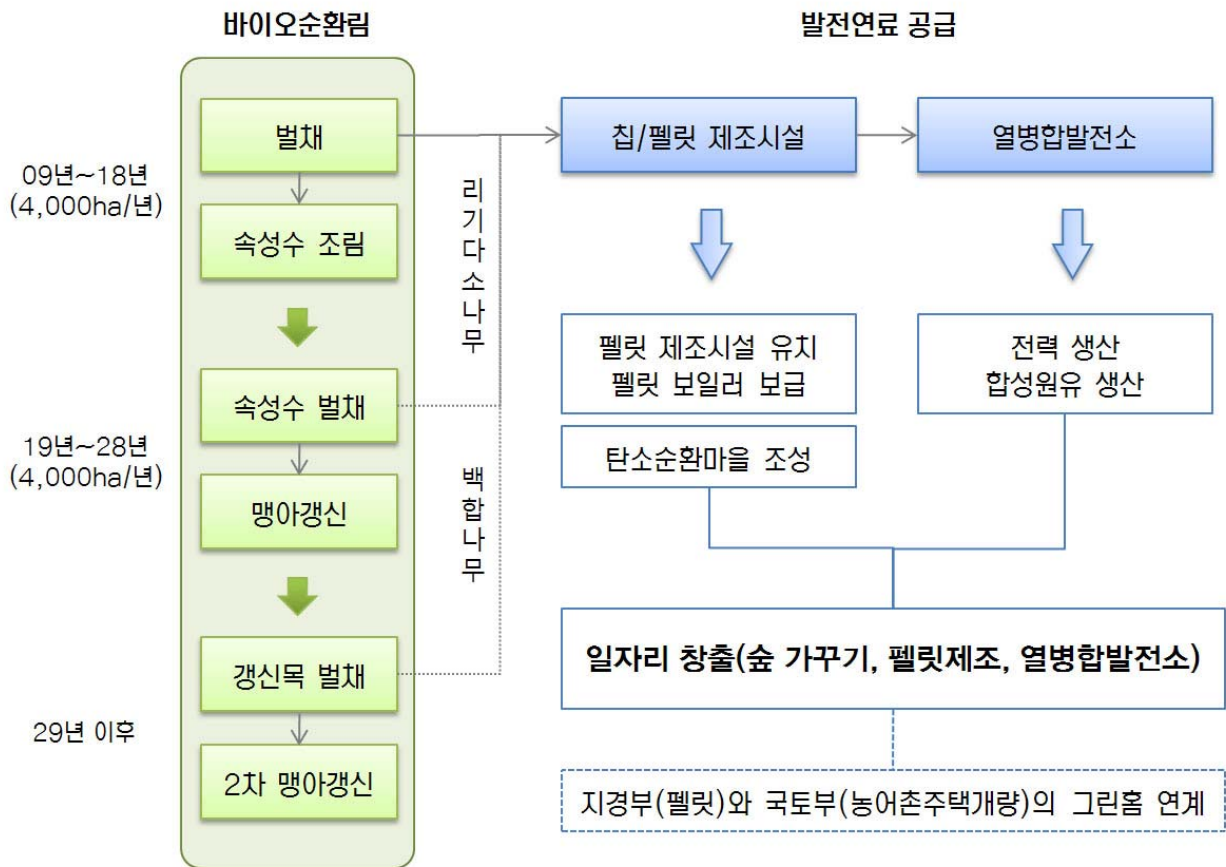 바이오순환림
발전연료 공급
09년~18년
(4,000ha/년)
벌채
속성수 조림
19년~28년
(4,000ha/년)
속성수 벌채
맹아갱신
29년 이후
갱신목 벌채
2차 맹아갱신
리기다소나무
백합나무
칩/펠릿 제조시설
열병합발전소
펠릿 제조시설 유치
펠릿 보일러 보급
탄소순환마을 조성
전력 생산
합성원유 생산
일자리 창출(숲 가꾸기, 펠릿제조, 열병합발전소)
지경부(펠릿)와 국토부(농어촌주택개량)의 그린홈 연계